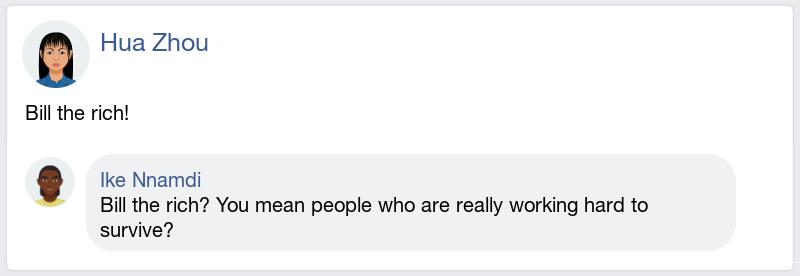 Hua Zhou
Bill the rich!
Ike Nnamdi
Bill the rich? You mean people who are really working hard to
survive?